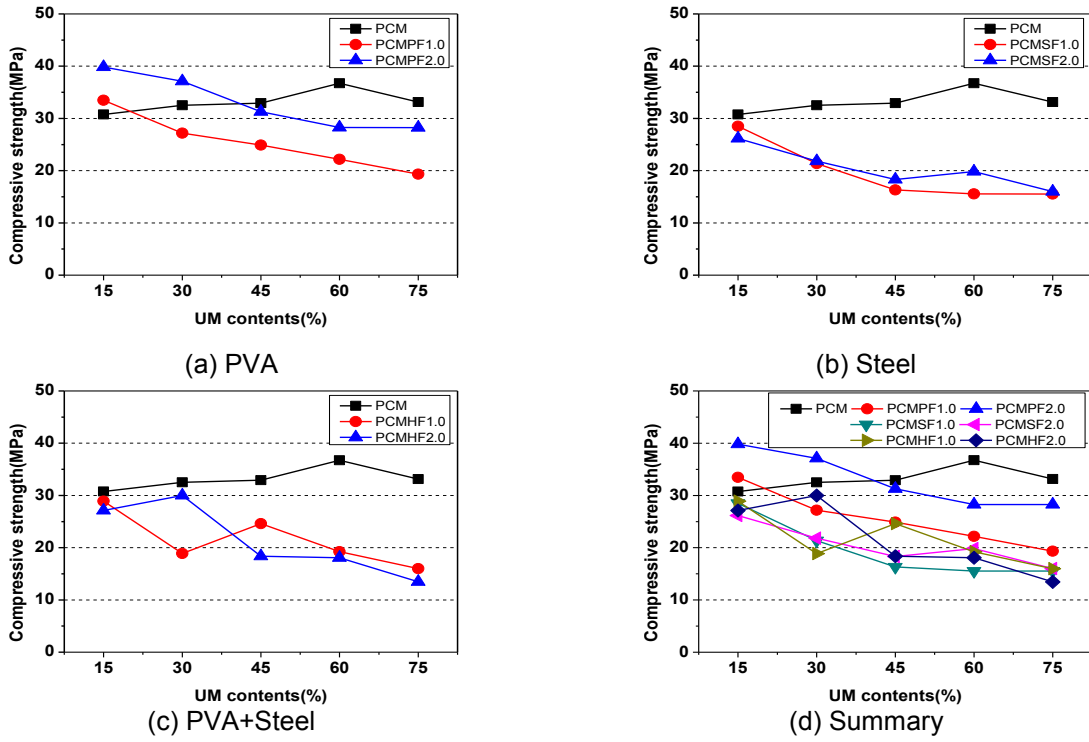 50
40
30
20
10
0
Compressive strength(MPa)
PCM
PCMPF1.0
PCMPF2.0
15 30 45 60 75
UM contents(%)
(a) PVA
50
40
30
20
10
0
Compressive strength(MPa)
PCM
PCMSF1.0
PCMSF2.0
15 30 45 60 75
UM contents(%)
(b) Steel
50
40
30
20
10
0
Compressive strength(MPa)
PCM
PCMHF1.0
PCMHF2.0
15 30 45 60 75
UM contents(%)
(c) PVA+Steel
50
40
30
20
10
0
Compressive strength(MPa)
PCM PCMPF1.0 PCMPF2.0
PCMSF1.0 PCMSF2.0
PCMHF1.0 PCMHF2.0
15 30 45 60 75
UM contents(%)
(d) Summary